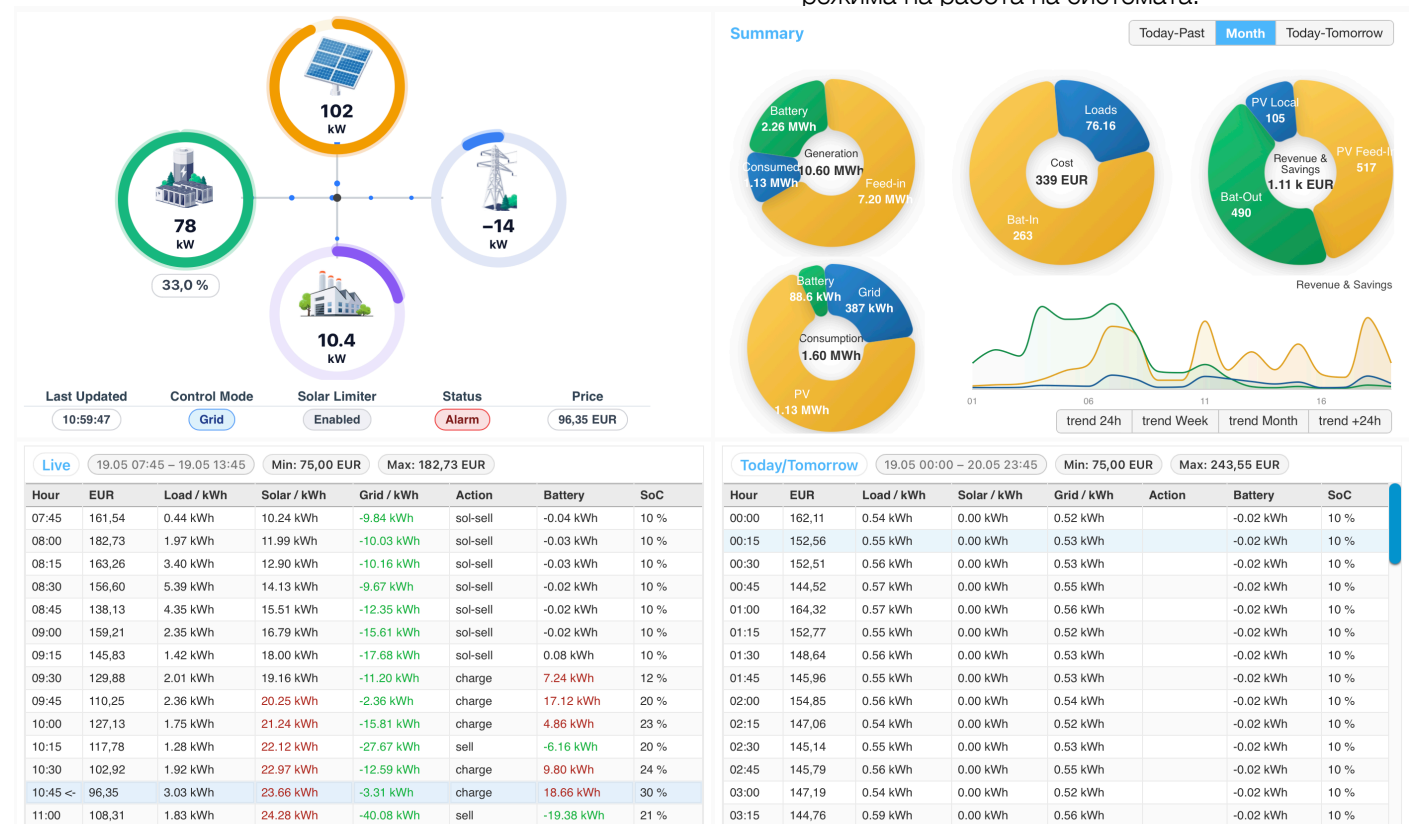 режима на работа на системата.
102
kW
78
kW
33,0 %
−14
kW
10.4
kW
Last Updated Control Mode Solar Limiter Status Price
10:59:47 Grid Enabled Alarm 96,35 EUR
Summary
Today-Past Month Today-Tomorrow
Battery
2.26 MWh
Generation
10.60 MWh
Consumed
.13 MWh
Feed-in
7.20 MWh
Loads
76.16
Cost
339 EUR
Bat-In
263
PV Local
105
Revenue &
Savings
1.11 k EUR
PV Feed-I
517
Bat-Out
490
Battery
88.6 kWh
Grid
387 kWh
Consumption
1.60 MWh
PV
1.13 MWh
Revenue & Savings
01 06 11 16
trend 24h trend Week trend Month trend +24h
Live 19.05 07:45 – 19.05 13:45 Min: 75,00 EUR Max: 182,73 EUR
Hour EUR Load / kWh Solar / kWh Grid / kWh Action Battery SoC
07:45 161,54 0.44 kWh 10.24 kWh -9.84 kWh sol-sell -0.04 kWh 10 %
08:00 182,73 1.97 kWh 11.99 kWh -10.03 kWh sol-sell -0.03 kWh 10 %
08:15 163,26 3.40 kWh 12.90 kWh -10.16 kWh sol-sell -0.03 kWh 10 %
08:30 156,60 5.39 kWh 14.13 kWh -9.67 kWh sol-sell -0.02 kWh 10 %
08:45 138,13 4.35 kWh 15.51 kWh -12.35 kWh sol-sell -0.02 kWh 10 %
09:00 159,21 2.35 kWh 16.79 kWh -15.61 kWh sol-sell -0.02 kWh 10 %
09:15 145,83 1.42 kWh 18.00 kWh -17.68 kWh sol-sell 0.08 kWh 10 %
09:30 129,88 2.01 kWh 19.16 kWh -11.20 kWh charge 7.24 kWh 12 %
09:45 110,25 2.36 kWh 20.25 kWh -2.36 kWh charge 17.12 kWh 20 %
10:00 127,13 1.75 kWh 21.24 kWh -15.81 kWh charge 4.86 kWh 23 %
10:15 117,78 1.28 kWh 22.12 kWh -27.67 kWh sell -6.16 kWh 20 %
10:30 102,92 1.92 kWh 22.97 kWh -12.59 kWh charge 9.80 kWh 24 %
10:45 <- 96,35 3.03 kWh 23.66 kWh -3.31 kWh charge 18.66 kWh 30 %
11:00 108,31 1.83 kWh 24.28 kWh -40.08 kWh sell -19.38 kWh 21 %
Today/Tomorrow 19.05 00:00 – 20.05 23:45 Min: 75,00 EUR Max: 243,55 EUR
Hour EUR Load / kWh Solar / kWh Grid / kWh Action Battery SoC
00:00 162,11 0.54 kWh 0.00 kWh 0.52 kWh -0.02 kWh 10 %
00:15 152,56 0.55 kWh 0.00 kWh 0.53 kWh -0.02 kWh 10 %
00:30 152,51 0.56 kWh 0.00 kWh 0.53 kWh -0.02 kWh 10 %
00:45 144,52 0.57 kWh 0.00 kWh 0.55 kWh -0.02 kWh 10 %
01:00 164,32 0.57 kWh 0.00 kWh 0.56 kWh -0.02 kWh 10 %
01:15 152,77 0.55 kWh 0.00 kWh 0.52 kWh -0.02 kWh 10 %
01:30 148,64 0.56 kWh 0.00 kWh 0.53 kWh -0.02 kWh 10 %
01:45 145,96 0.55 kWh 0.00 kWh 0.53 kWh -0.02 kWh 10 %
02:00 154,85 0.56 kWh 0.00 kWh 0.54 kWh -0.02 kWh 10 %
02:15 147,06 0.54 kWh 0.00 kWh 0.52 kWh -0.02 kWh 10 %
02:30 145,14 0.55 kWh 0.00 kWh 0.53 kWh -0.02 kWh 10 %
02:45 145,79 0.56 kWh 0.00 kWh 0.55 kWh -0.02 kWh 10 %
03:00 147,19 0.54 kWh 0.00 kWh 0.52 kWh -0.02 kWh 10 %
03:15 144,76 0.59 kWh 0.00 kWh 0.56 kWh -0.02 kWh 10 %